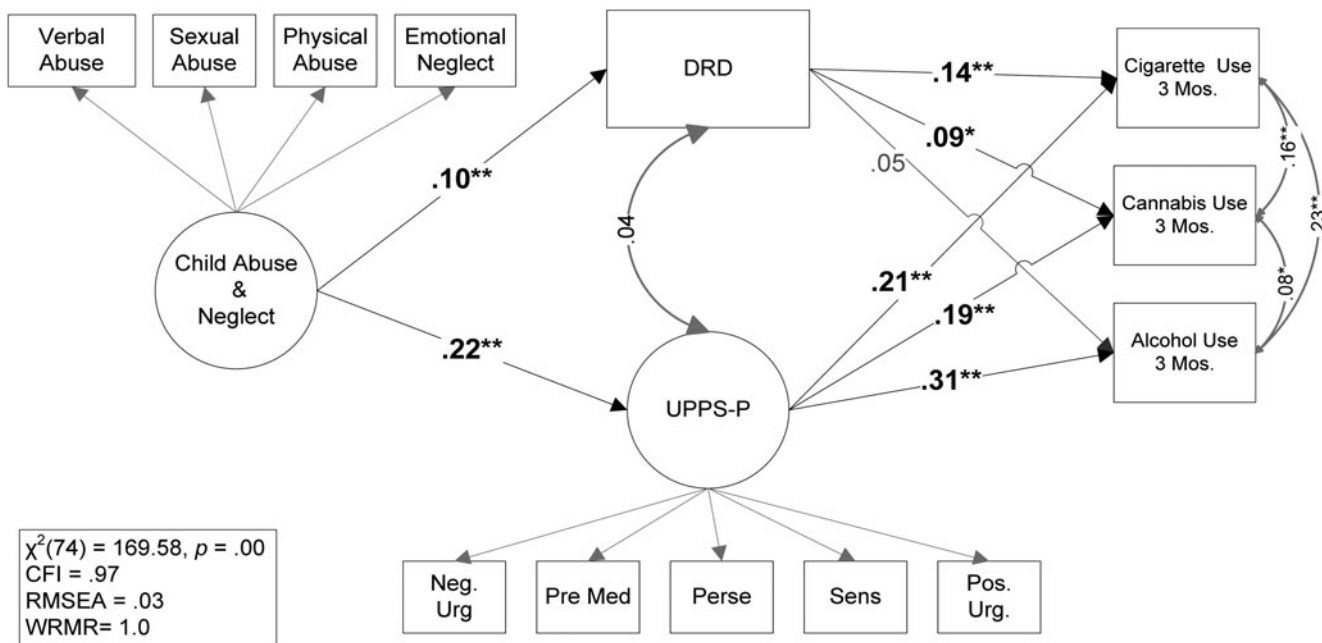 Verbal
Abuse
Sexual
Abuse
Physical
Abuse
Emotional
Neglect
DRD
Cigarette Use
3 Mos.
.14**
.09*
.05
.16**
.23**
.10**
.04
Cannabis Use
3 Mos.
Child Abuse
&
Neglect
.21**
.19**
.08*
.22**
.31**
Alcohol Use
3 Mos.
UPPS-P
χ²(74) = 169.58, p = .00
CFI = .97
RMSEA = .03
WRMR= 1.0
Neg.
Urg
Pre Med
Perse
Sens
Pos.
Urg.